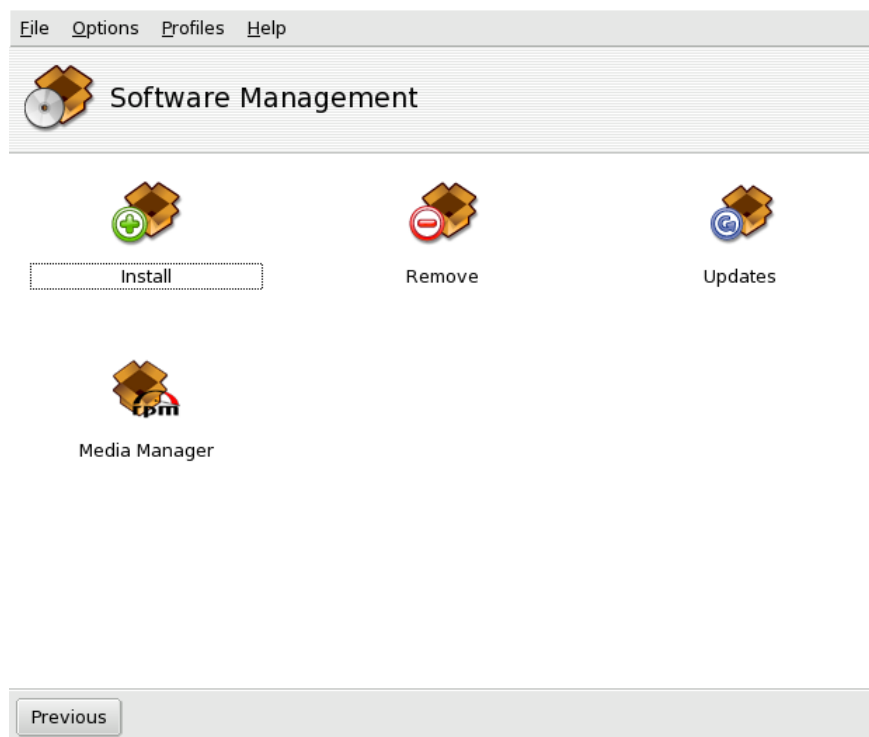 File Options Profiles Help
Software Management
Install Remove Updates
rpm
Media Manager
Previous